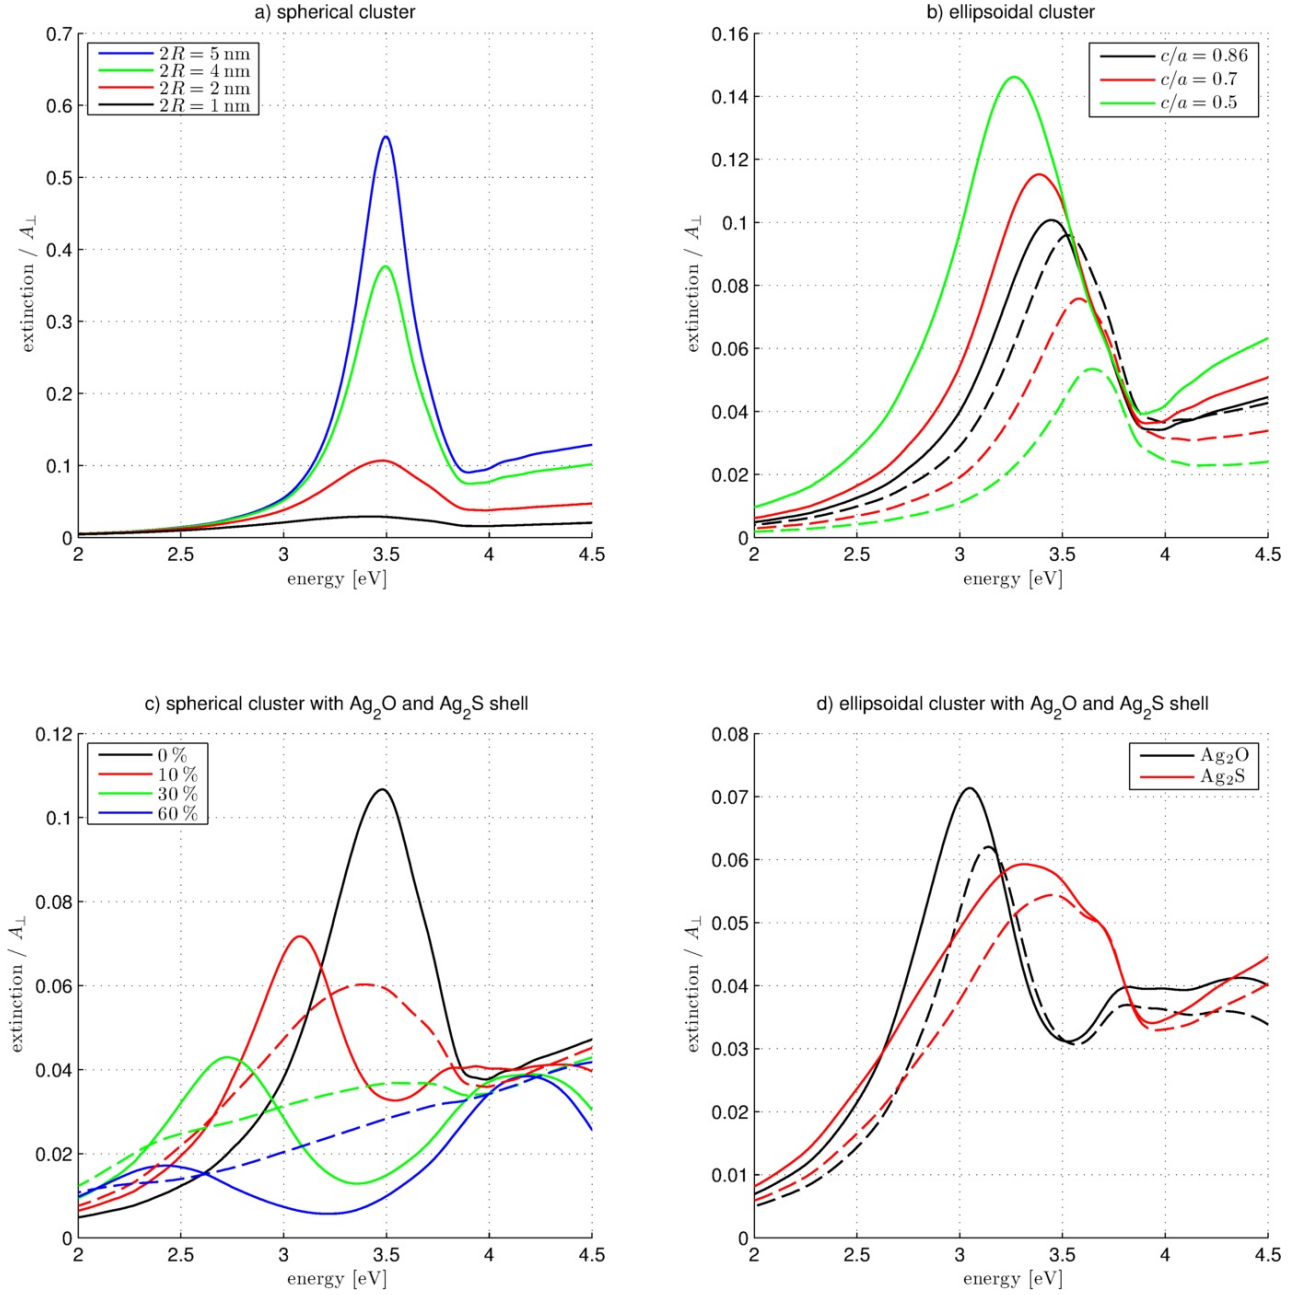 a) spherical cluster
0.7
0.6
0.5
0.4
0.3
0.2
0.1
0
extinction / A⊥
2R = 5 nm
2R = 4 nm
2R = 2 nm
2R = 1 nm
2 2.5 3 3.5 4 4.5
energy [eV]
b) ellipsoidal cluster
0.16
0.14
0.12
0.1
0.08
0.06
0.04
0.02
0
extinction / A⊥
c/a = 0.86
c/a = 0.7
c/a = 0.5
2 2.5 3 3.5 4 4.5
energy [eV]
c) spherical cluster with Ag₂O and Ag₂S shell
0.12
0.1
0.08
0.06
0.04
0.02
0
extinction / A⊥
0 %
10 %
30 %
60 %
2 2.5 3 3.5 4 4.5
energy [eV]
d) ellipsoidal cluster with Ag₂O and Ag₂S shell
0.08
0.07
0.06
0.05
0.04
0.03
0.02
0.01
0
extinction / A⊥
Ag₂O
Ag₂S
2 2.5 3 3.5 4 4.5
energy [eV]